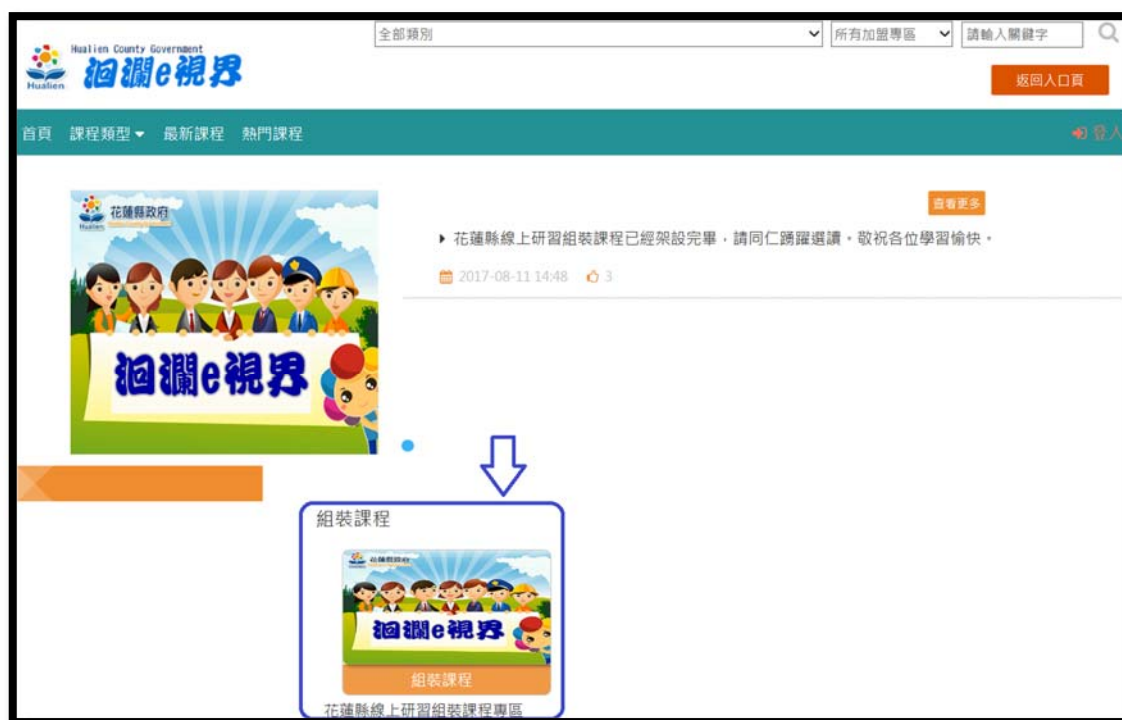 全部類別
所有加盟專區
請輸入關鍵字
Hualien County Government
洄瀾e視界
Hualien
返回入口頁
首頁 課程類型 最新課程 熱門課程
登入
花蓮縣政府
Hualien
洄瀾e視界
查看更多
花蓮縣線上研習組裝課程已經架設完畢，請同仁踴躍選讀。敬祝各位學習愉快。
2017-08-11 14:48 3
組裝課程
花蓮縣政府
洄瀾e視界
組裝課程
花蓮縣線上研習組裝課程專區